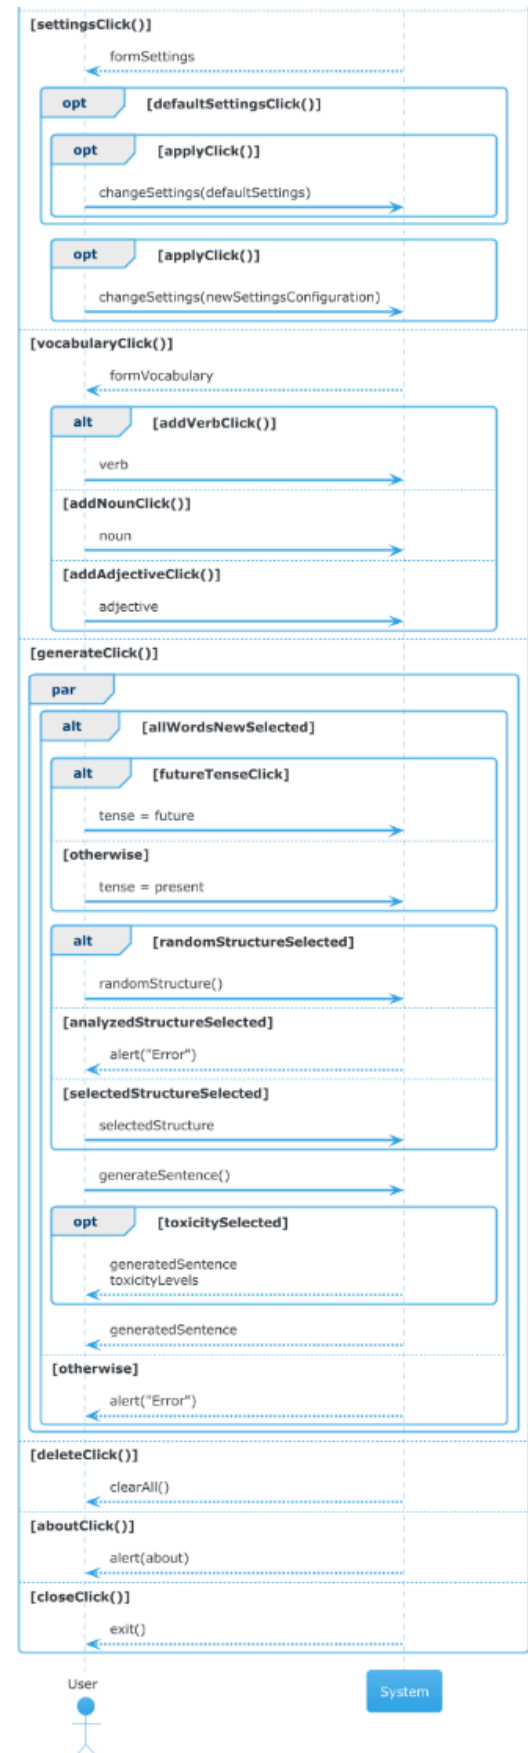 [settingsClick()]
formSettings
opt [defaultSettingsClick()]
opt [applyClick()]
changeSettings(defaultSettings)
opt [applyClick()]
changeSettings(newSettingsConfiguration)
[vocabularyClick()]
formVocabulary
alt [addVerbClick()]
verb
[addNounClick()]
noun
[addAdjectiveClick()]
adjective
[generateClick()]
par
alt [allWordsNewSelected]
alt [futureTenseClick]
tense = future
[otherwise]
tense = present
alt [randomStructureSelected]
randomStructure()
[analyzedStructureSelected]
alert("Error")
[selectedStructureSelected]
selectedStructure
generateSentence()
opt [toxicitySelected]
generatedSentence
toxicityLevels
generatedSentence
[otherwise]
alert("Error")
[deleteClick()]
clearAll()
[aboutClick()]
alert(about)
[closeClick()]
exit()
User
System